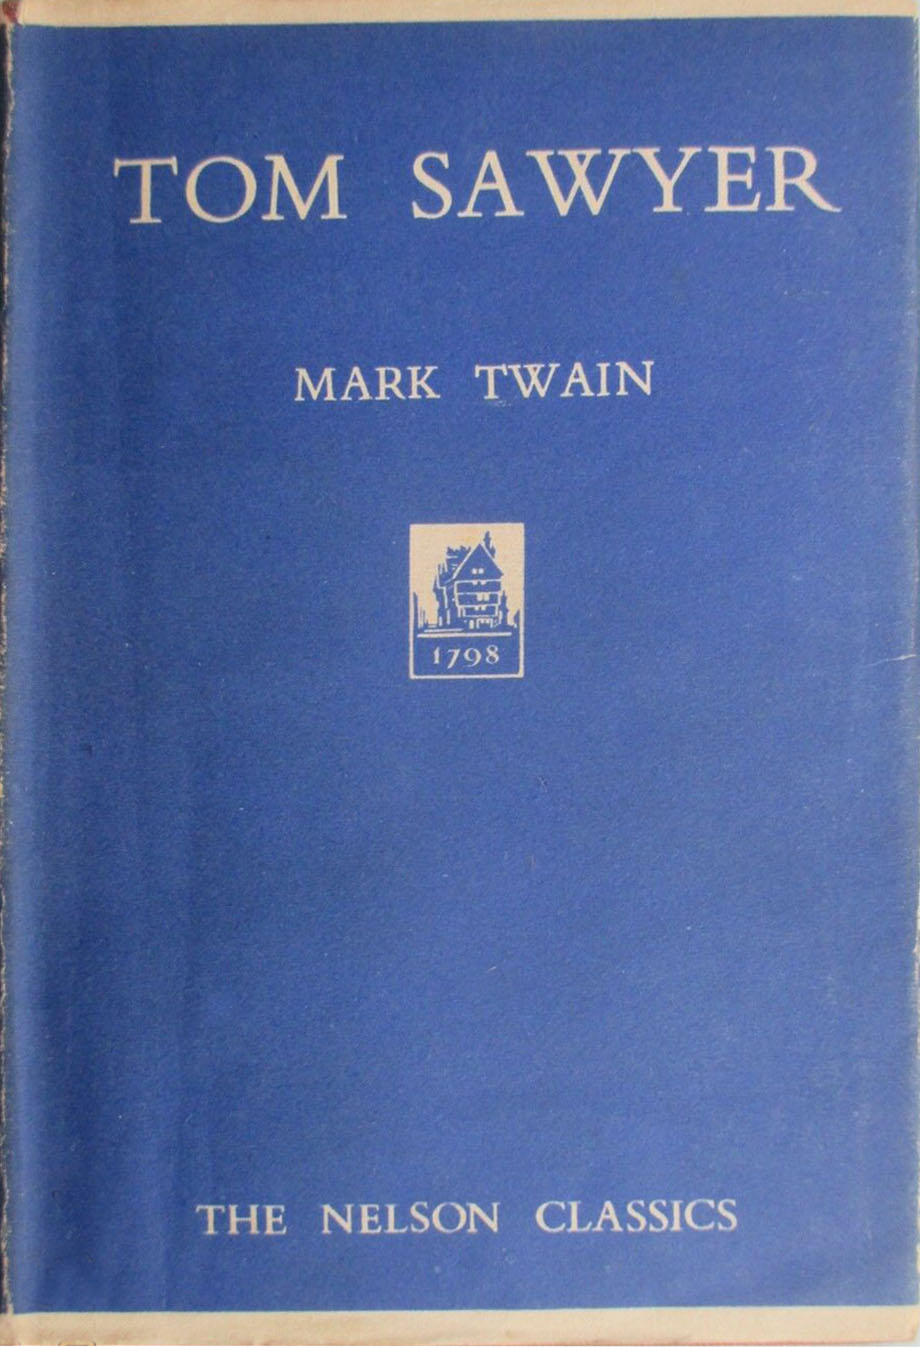 TOM SAWYER
MARK TWAIN
1798
THE NELSON CLASSICS